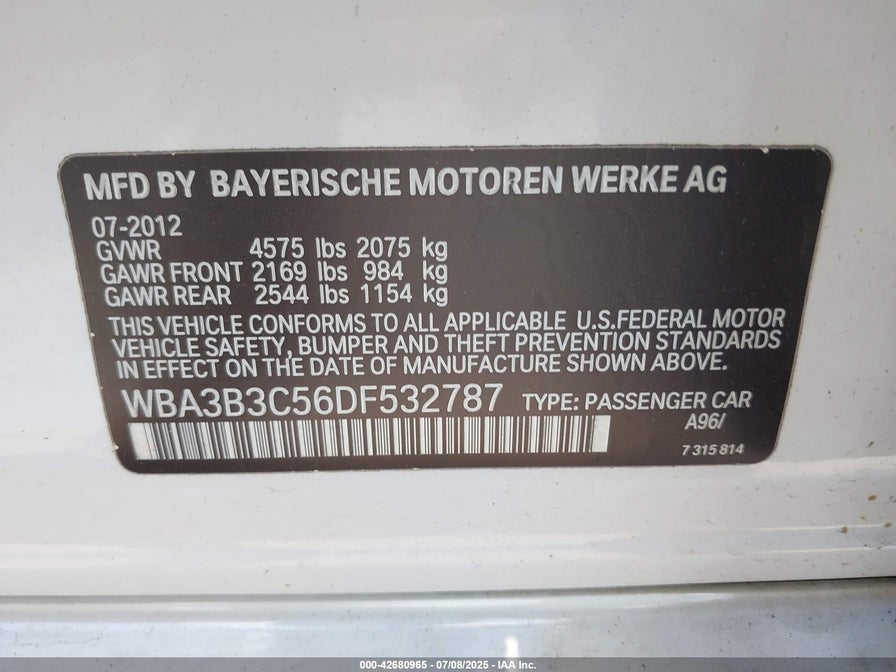 MFD BY BAYERISCHE MOTOREN WERKE AG
07-2012
GVWR 4575 lbs 2075 kg
GAWR FRONT 2169 lbs 984 kg
GAWR REAR 2544 lbs 1154 kg
THIS VEHICLE CONFORMS TO ALL APPLICABLE U.S.FEDERAL MOTOR
VEHICLE SAFETY, BUMPER AND THEFT PREVENTION STANDARDS
IN EFFECT ON THE DATE OF MANUFACTURE SHOWN ABOVE.
WBA3B3C56DF532787 TYPE: PASSENGER CAR
A96/
7 315 814
000-42680965 - 07/08/2025 - IAA Inc.